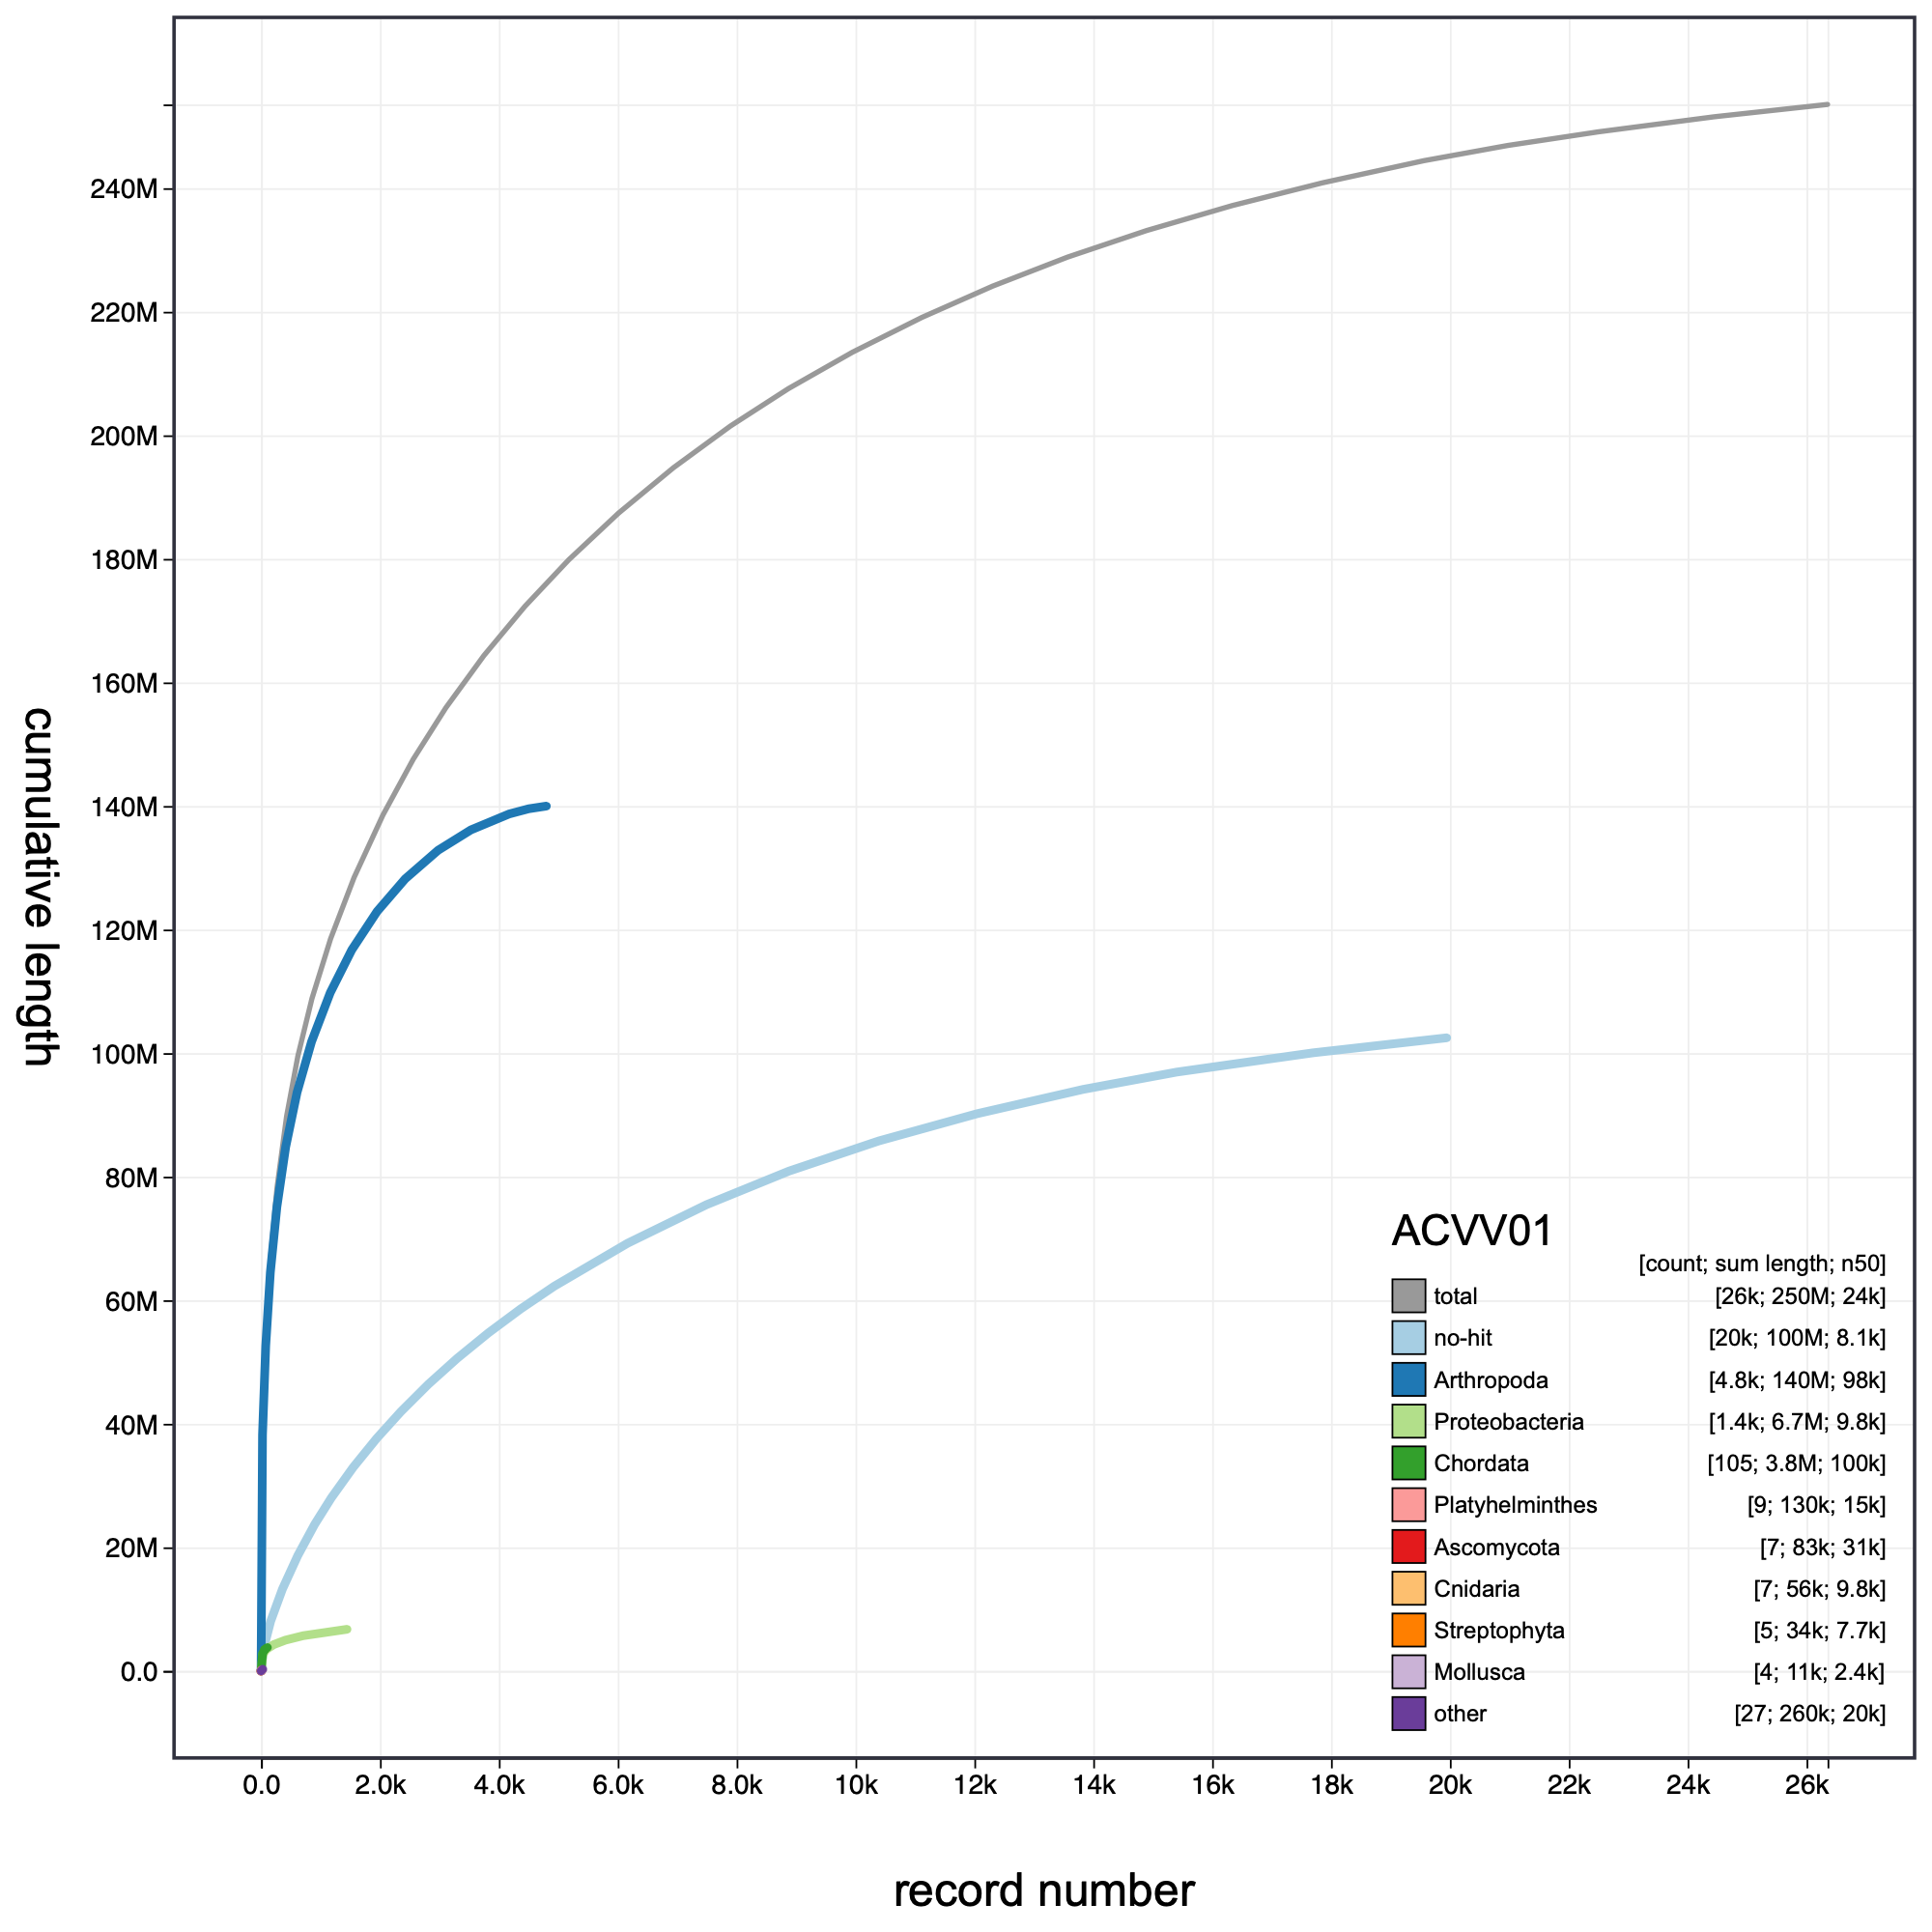 cumulative length
240M
220M
200M
180M
160M
140M
120M
100M
80M
60M
40M
20M
0.0
ACVV01
[count; sum length; n50]
total [26k; 250M; 24k]
no-hit [20k; 100M; 8.1k]
Arthropoda [4.8k; 140M; 98k]
Proteobacteria [1.4k; 6.7M; 9.8k]
Chordata [105; 3.8M; 100k]
Platyhelminthes [9; 130k; 15k]
Ascomycota [7; 83k; 31k]
Cnidaria [7; 56k; 9.8k]
Streptophyta [5; 34k; 7.7k]
Mollusca [4; 11k; 2.4k]
other [27; 260k; 20k]
0.0 2.0k 4.0k 6.0k 8.0k 10k 12k 14k 16k 18k 20k 22k 24k 26k
record number